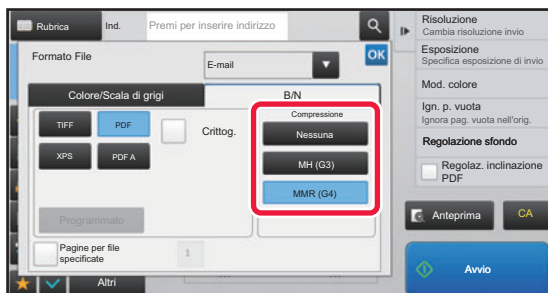 Rubrica
Ind.
Premi per inserire indirizzo
Formato File
E-mail
OK
Colore/Scala di grigi
B/N
TIFF
PDF
Crittog.
XPS
PDF A
Programmato
Pagine per file
specificate
1
Compressione
Nessuna
MH (G3)
MMR (G4)
Altri
Risoluzione
Cambia risoluzione invio
Esposizione
Specifica esposizione di invio
Mod. colore
Ign. p. vuota
Ignora pag. vuota nell'orig.
Regolazione sfondo
Regolaz. inclinazione
PDF
Anteprima
CA
Avvio